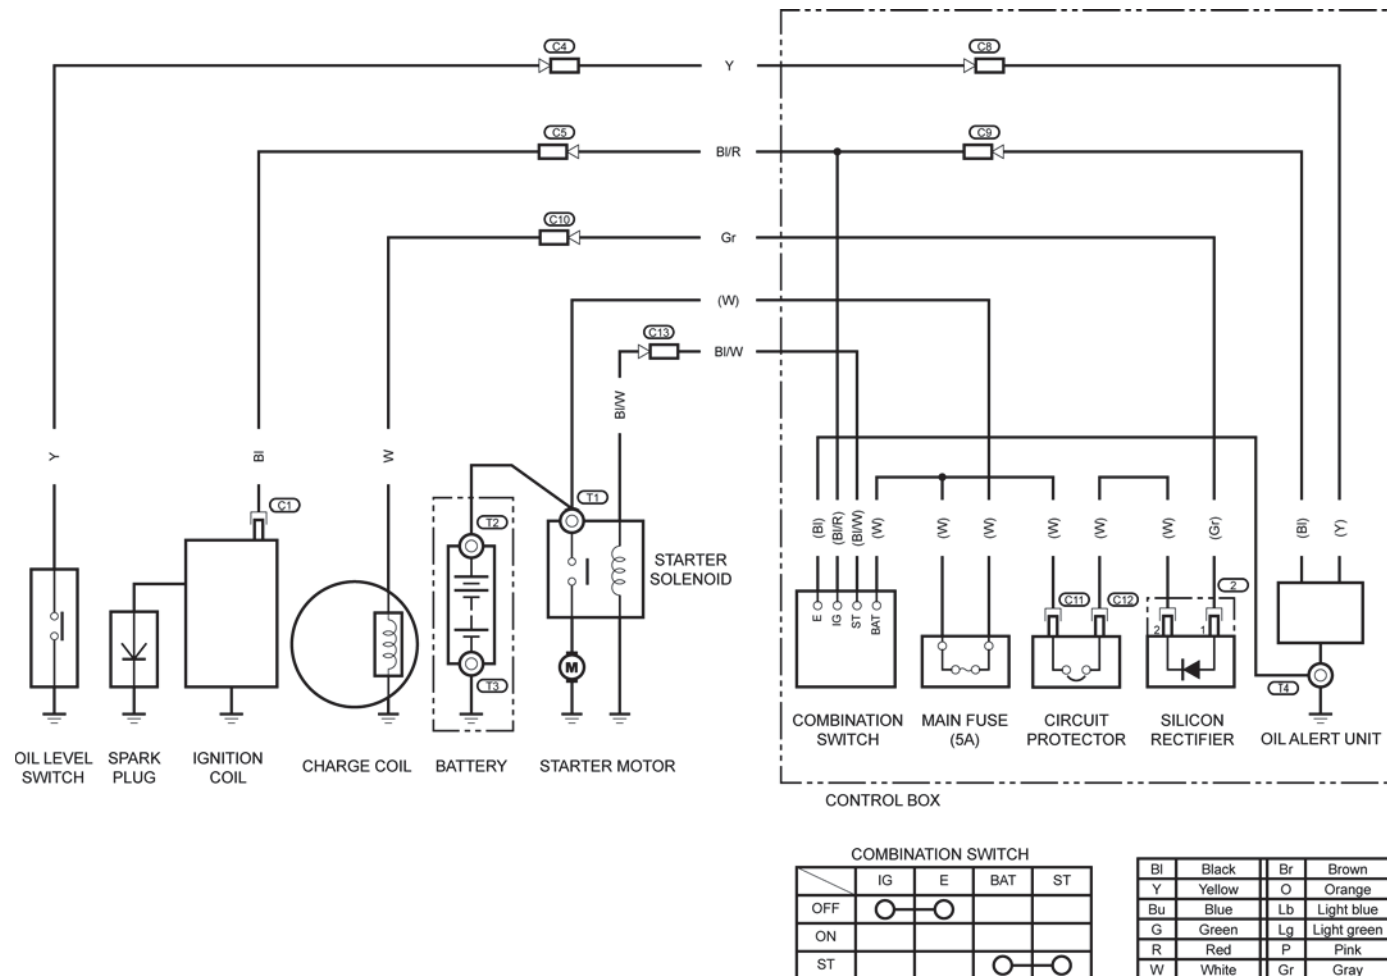 C4
C8
Y
C5
C9
Bl/R
C10
Gr
(W)
C13
Bl/W
Bl/W
Y
Bl
W
C1
T1
T2
T3
(Bl)
(Bl/R)
(Bl/W)
(W)
(W)
(W)
(W)
(W)
(W)
(Gr)
(Bl)
(Y)
STARTER
SOLENOID
E
IG
ST
BAT
C11
C12
2
2
1
M
T4
OIL LEVEL
SWITCH
SPARK
PLUG
IGNITION
COIL
CHARGE COIL
BATTERY
STARTER MOTOR
COMBINATION
SWITCH
MAIN FUSE
(5A)
CIRCUIT
PROTECTOR
SILICON
RECTIFIER
OIL ALERT UNIT
CONTROL BOX
COMBINATION SWITCH
IG E BAT ST
OFF
ON
ST
Bl Black Br Brown
Y Yellow O Orange
Bu Blue Lb Light blue
G Green Lg Light green
R Red P Pink
W White Gr Gray